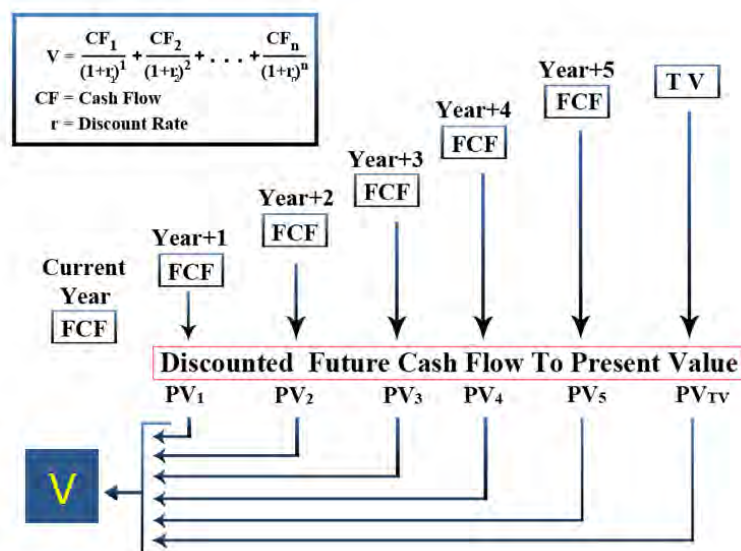 V = CF1/(1+r)^1 + CF2/(1+r)^2 + . . . + CFn/(1+r)^n
CF = Cash Flow
r = Discount Rate
Current
Year
FCF
Year+1
FCF
Year+2
FCF
Year+3
FCF
Year+4
FCF
Year+5
FCF
T V
Discounted Future Cash Flow To Present Value
PV1
PV2
PV3
PV4
PV5
PVTV
V